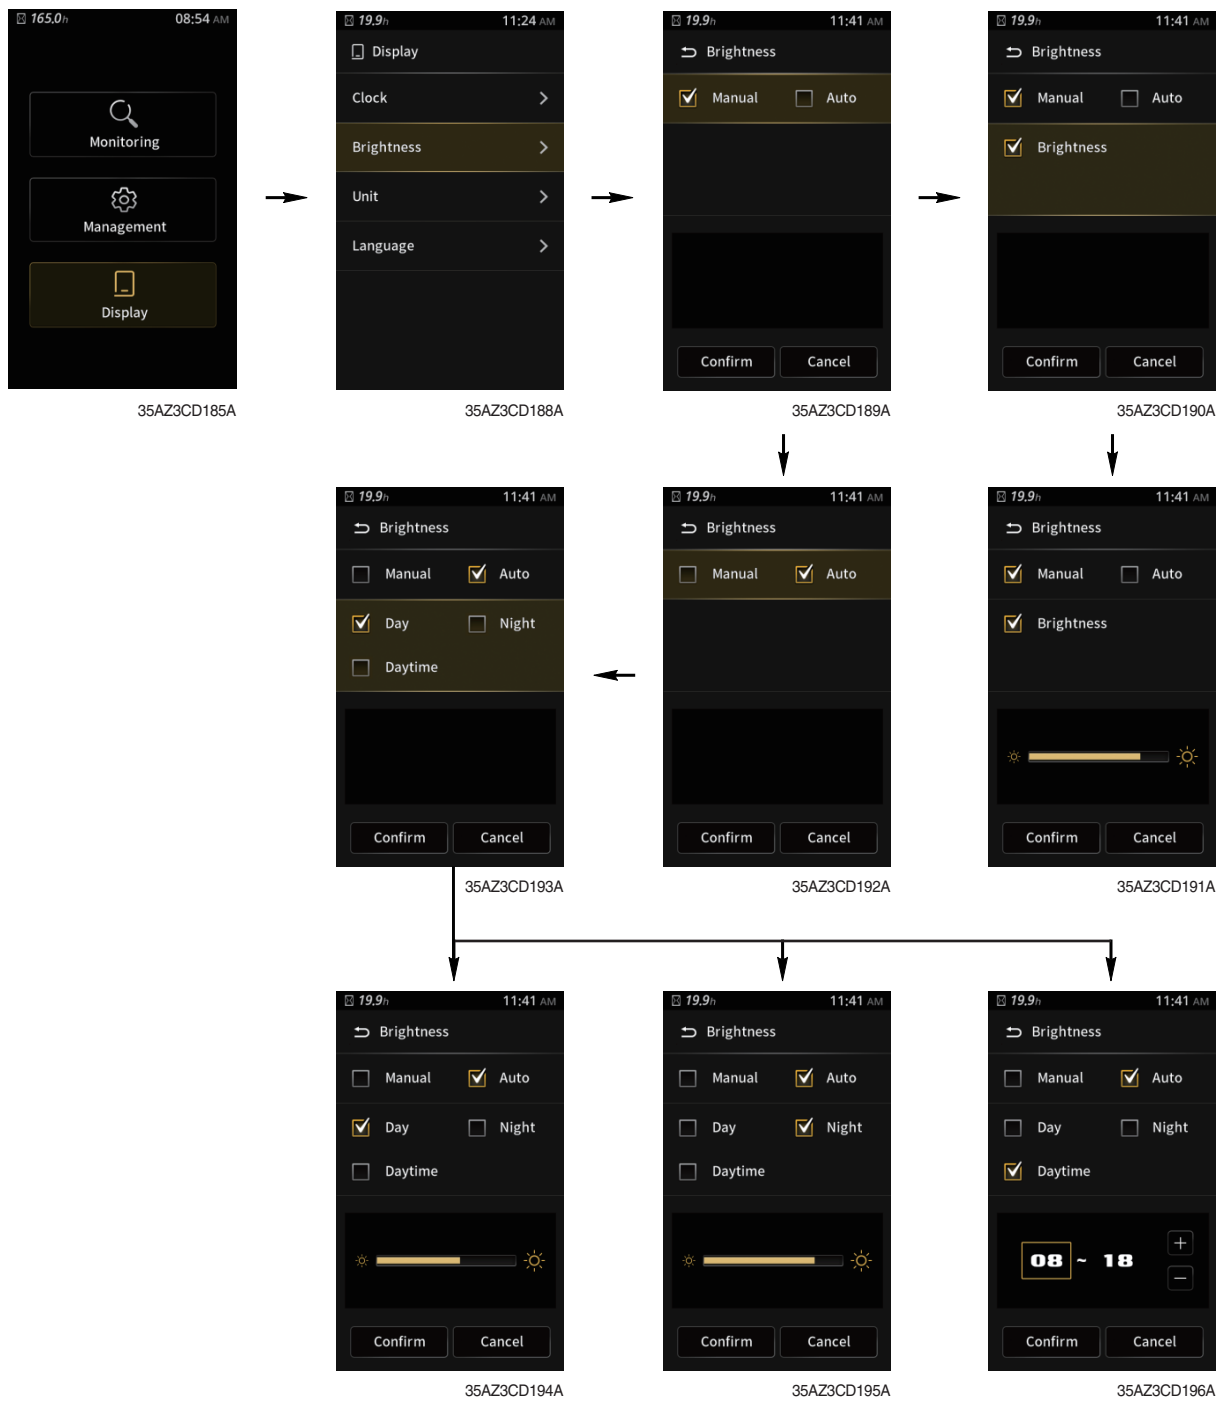 165.0h 08:54 AM
Monitoring
Management
Display
35AZ3CD185A
19.9h 11:24 AM
Display
Clock
Brightness
Unit
Language
35AZ3CD188A
19.9h 11:41 AM
Brightness
Manual Auto
Confirm Cancel
35AZ3CD189A
19.9h 11:41 AM
Brightness
Manual Auto
Brightness
Confirm Cancel
35AZ3CD190A
19.9h 11:41 AM
Brightness
Manual Auto
Day Night
Daytime
Confirm Cancel
35AZ3CD193A
19.9h 11:41 AM
Brightness
Manual Auto
Confirm Cancel
35AZ3CD192A
19.9h 11:41 AM
Brightness
Manual Auto
Brightness
Confirm Cancel
35AZ3CD191A
19.9h 11:41 AM
Brightness
Manual Auto
Day Night
Daytime
Confirm Cancel
35AZ3CD194A
19.9h 11:41 AM
Brightness
Manual Auto
Day Night
Daytime
Confirm Cancel
35AZ3CD195A
19.9h 11:41 AM
Brightness
Manual Auto
Day Night
Daytime
08 ~ 18 + −
Confirm Cancel
35AZ3CD196A